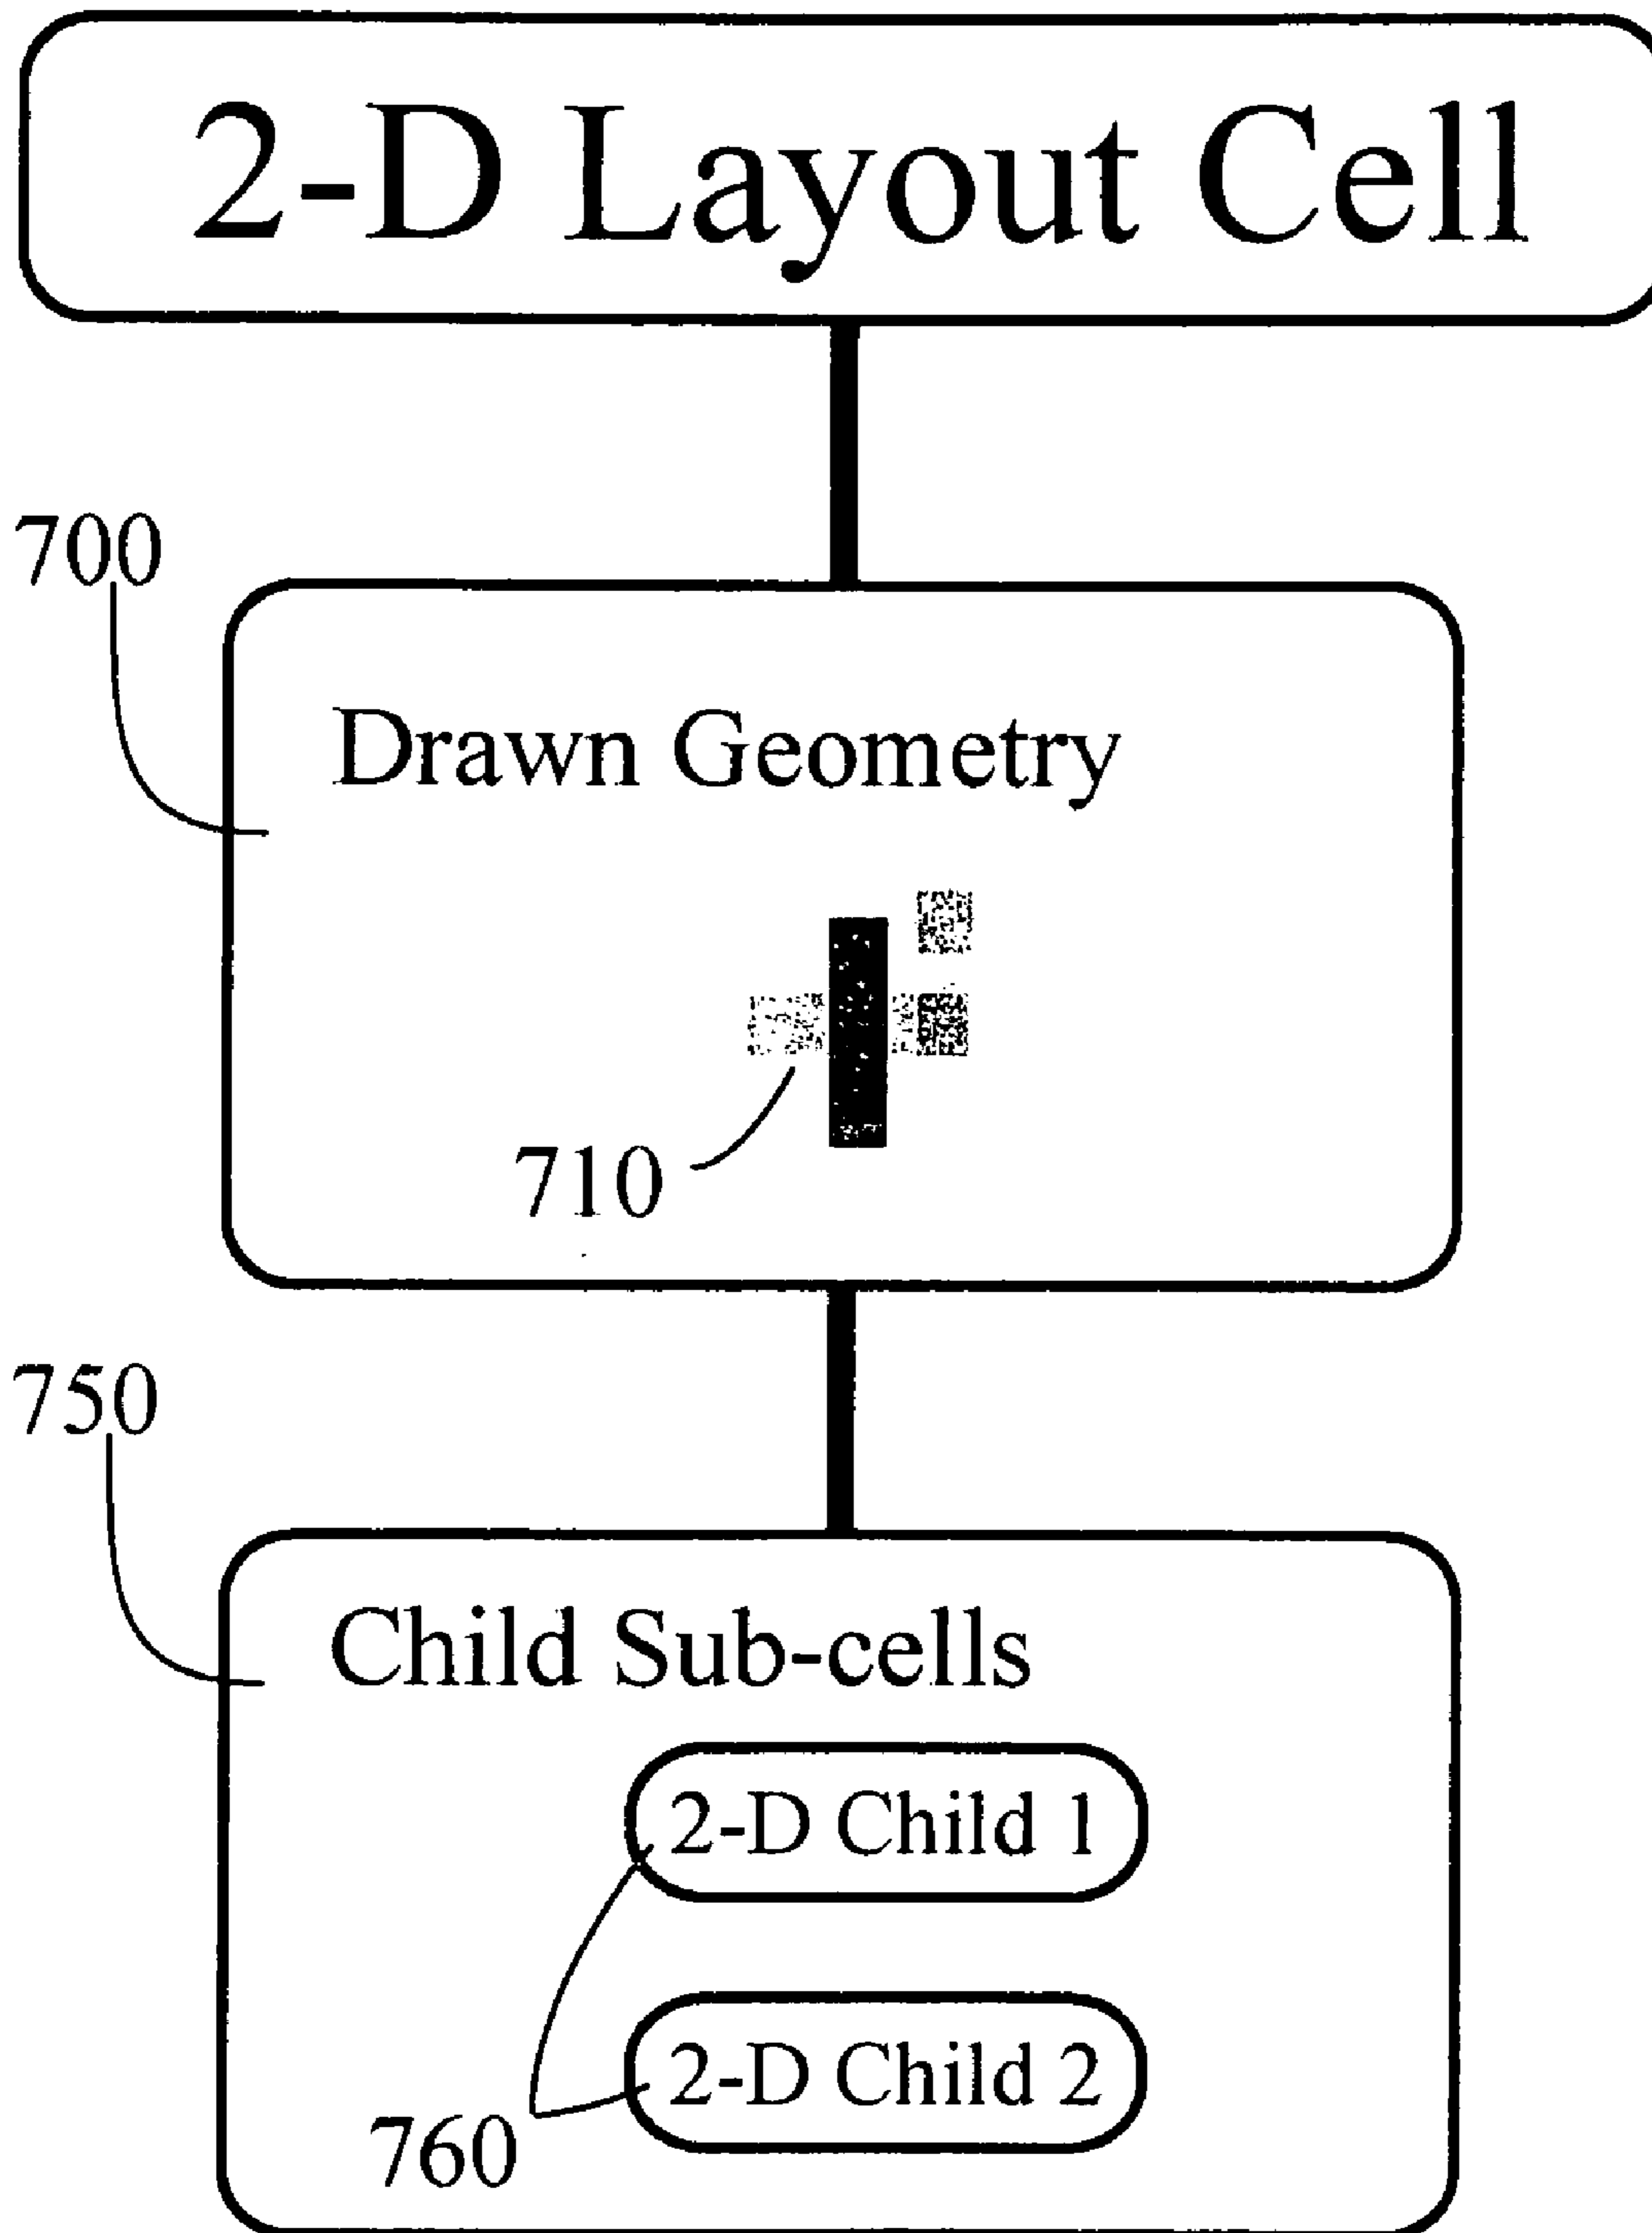 2-D Layout Cell
700
Drawn Geometry
710
750
Child Sub-cells
2-D Child 1
2-D Child 2
760